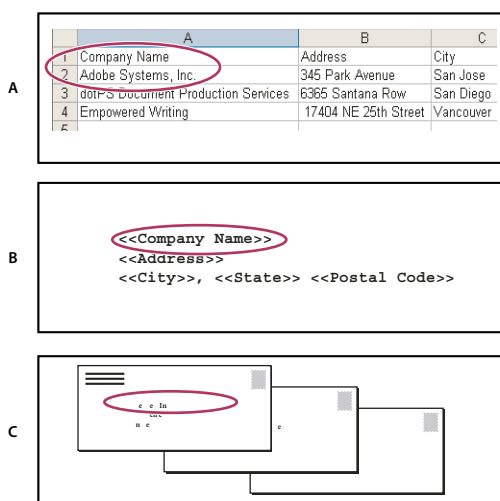 A
A B C
1 Company Name Address City
2 Adobe Systems, Inc. 345 Park Avenue San Jose
3 dotPS Document Production Services 6365 Santana Row San Diego
4 Empowered Writing 17404 NE 25th Street Vancouver
5
B
<<Company Name>>
<<Address>>
<<City>>, <<State>> <<Postal Code>>
C
e e In
n e
e